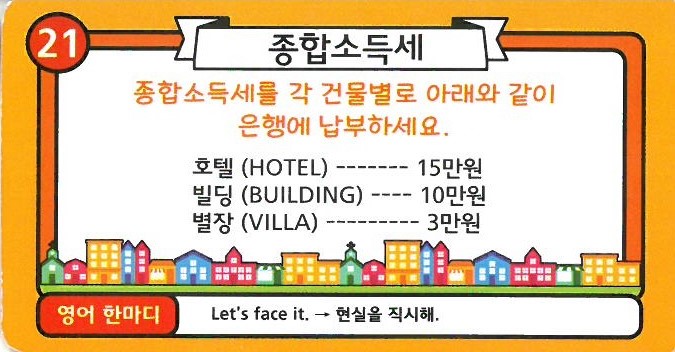 21
종합소득세
종합소득세를 각 건물별로 아래와 같이
은행에 납부하세요.
호텔 (HOTEL) ------- 15만원
빌딩 (BUILDING) ---- 10만원
별장 (VILLA) --------- 3만원
영어 한마디
Let's face it. → 현실을 직시해.